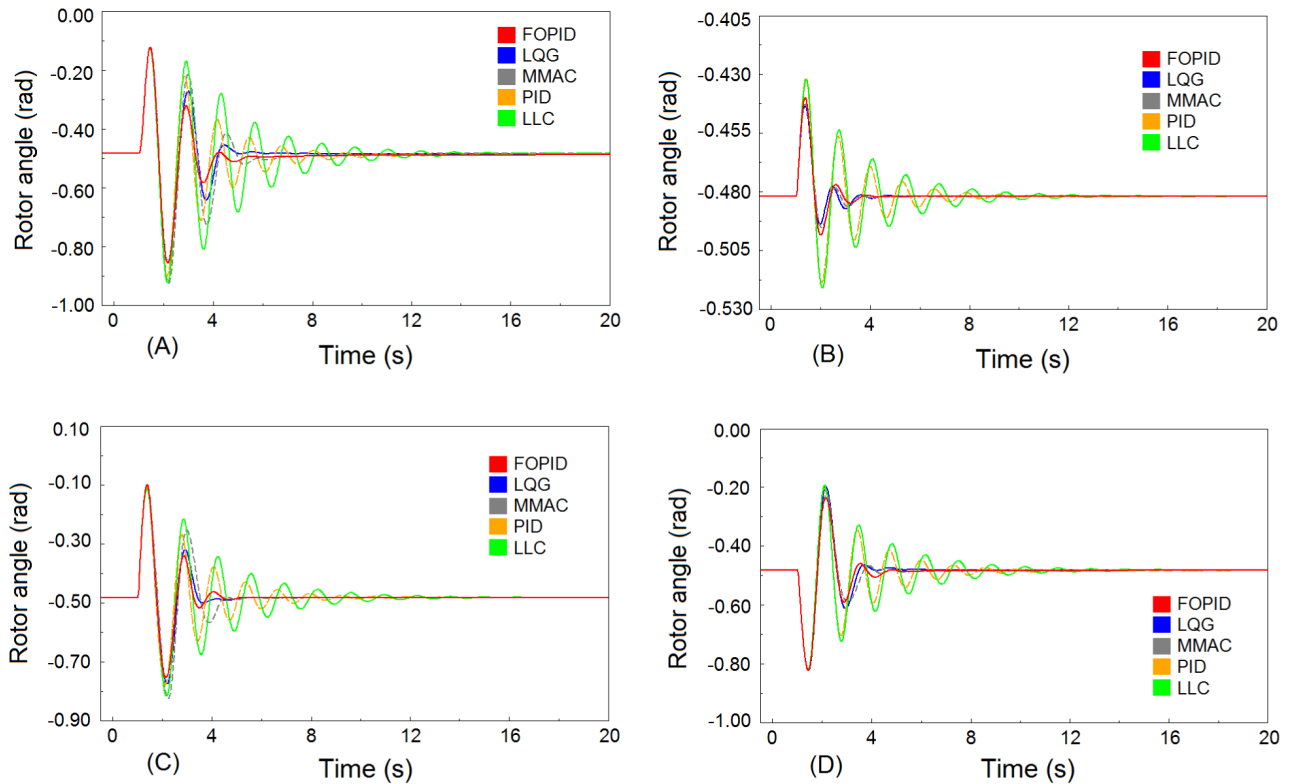 0.00
-0.20
-0.40
-0.60
-0.80
-1.00
Rotor angle (rad)
FOPID
LQG
MMAC
PID
LLC
0 4 8 12 16 20
(A) Time (s)
-0.405
-0.430
-0.455
-0.480
-0.505
-0.530
Rotor angle (rad)
FOPID
LQG
MMAC
PID
LLC
0 2 4 8 12 16 20
(B) Time (s)
0.10
-0.10
-0.30
-0.50
-0.70
-0.90
Rotor angle (rad)
FOPID
LQG
MMAC
PID
LLC
0 4 8 12 16 20
(C) Time (s)
0.00
-0.20
-0.40
-0.60
-0.80
-1.00
Rotor angle (rad)
FOPID
LQG
MMAC
PID
LLC
0 4 8 12 16 20
(D) Time (s)